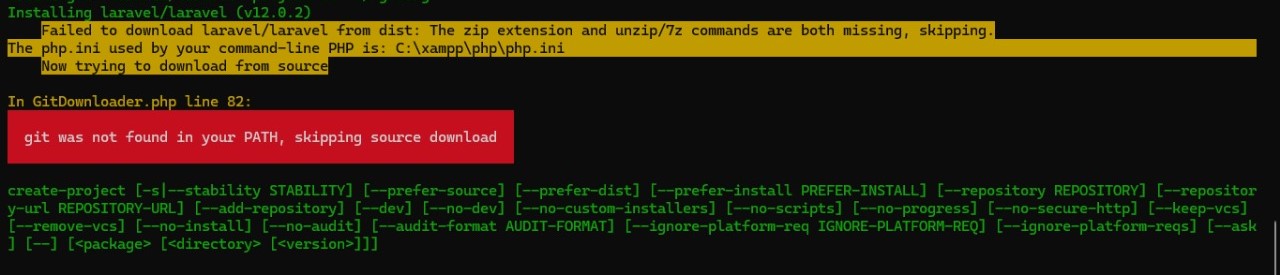 Installing laravel/laravel (v12.0.2)
Failed to download laravel/laravel from dist: The zip extension and unzip/7z commands are both missing, skipping.
The php.ini used by your command-line PHP is: C:\xampp\php\php.ini
Now trying to download from source
In GitDownloader.php line 82:
git was not found in your PATH, skipping source download
create-project [-s|--stability STABILITY] [--prefer-source] [--prefer-dist] [--prefer-install PREFER-INSTALL] [--repository REPOSITORY] [--repositor
y-url REPOSITORY-URL] [--add-repository] [--dev] [--no-dev] [--no-custom-installers] [--no-scripts] [--no-progress] [--no-secure-http] [--keep-vcs]
[--remove-vcs] [--no-install] [--no-audit] [--audit-format AUDIT-FORMAT] [--ignore-platform-req IGNORE-PLATFORM-REQ] [--ignore-platform-reqs] [--ask
] [--] [<package> [<directory> [<version>]]]